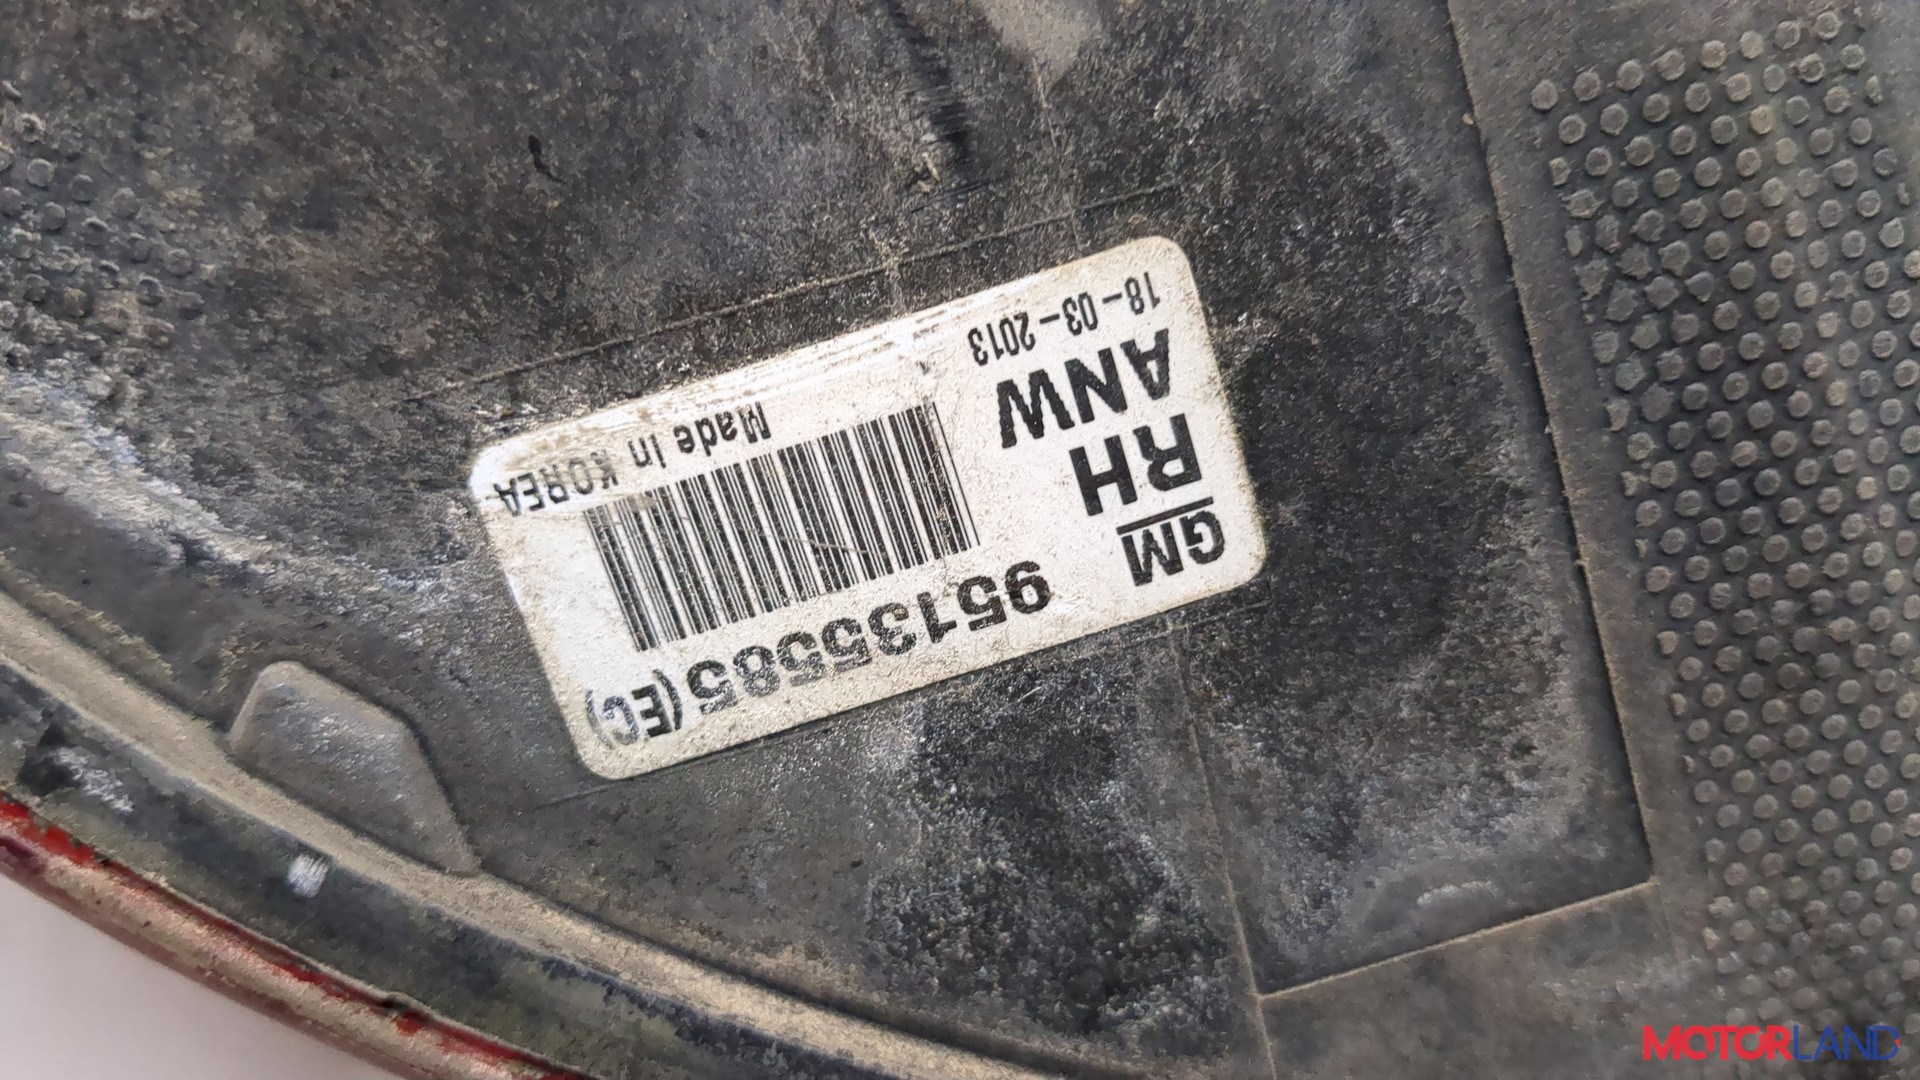 GM 95135585(EC)
RH
ANW
18-03-2013
Made in KOREA
MOTORLAND